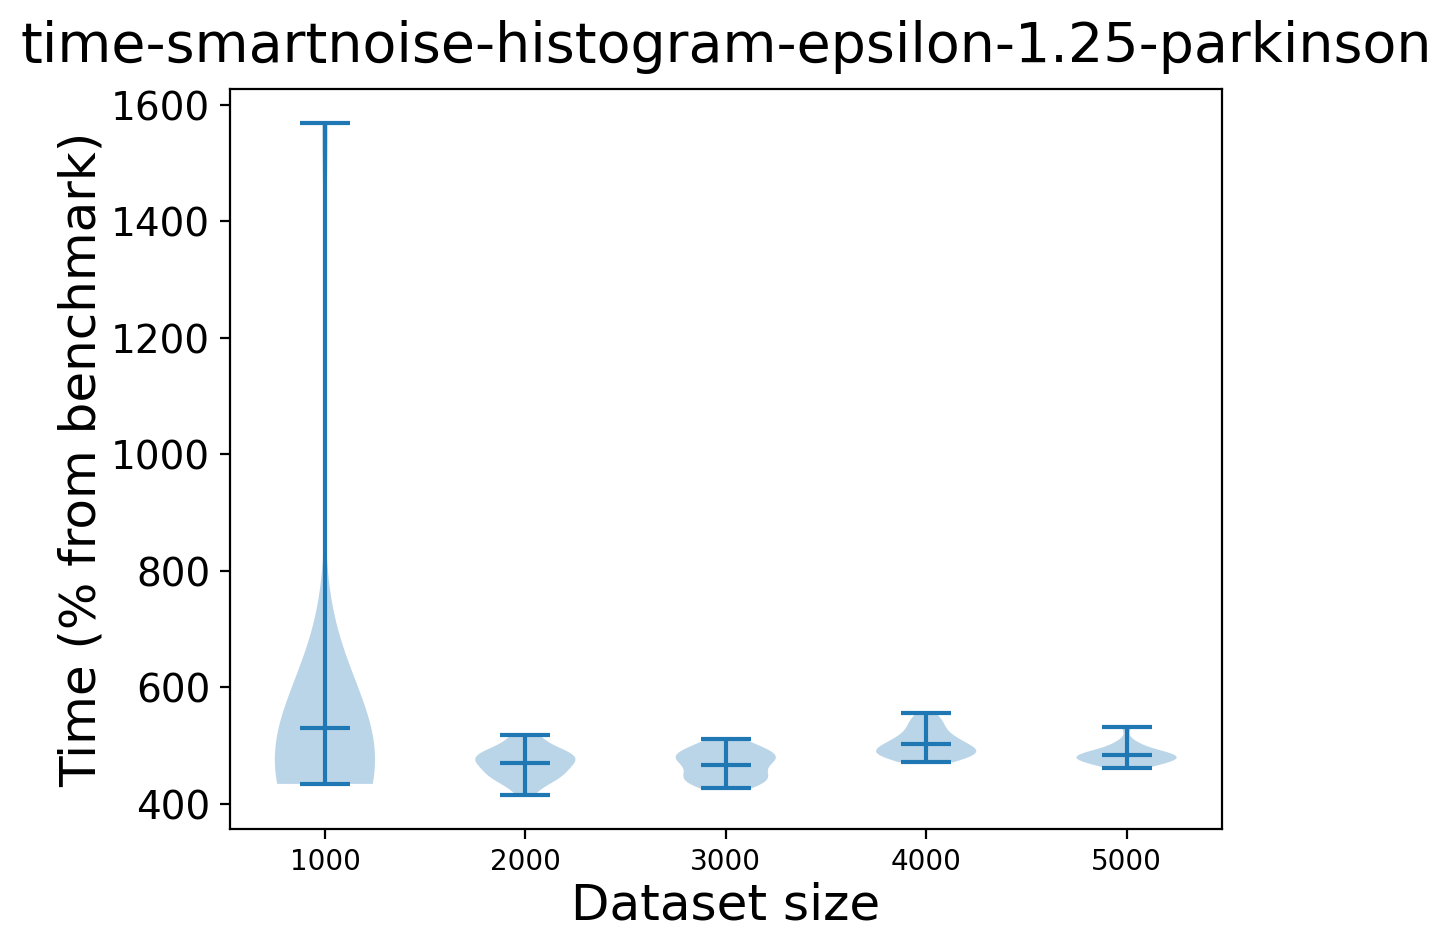 time-smartnoise-histogram-epsilon-1.25-parkinson
Time (% from benchmark)
1600
1400
1200
1000
800
600
400
1000 2000 3000 4000 5000
Dataset size